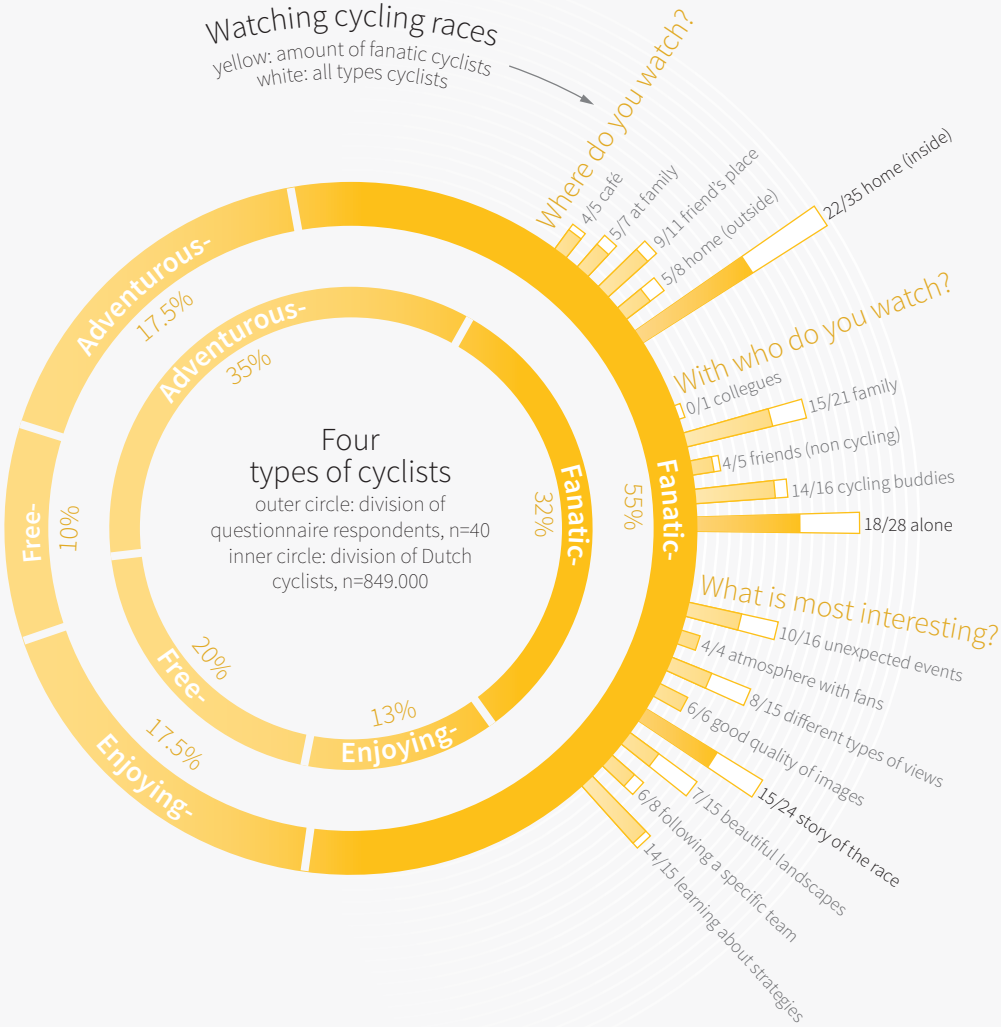 Watching cycling races
yellow: amount of fanatic cyclists
white: all types cyclists
Where do you watch?
4/5 café
5/7 at family
9/11 friend's place
5/8 home (outside)
22/35 home (inside)
With who do you watch?
0/1 collegues
15/21 family
4/5 friends (non cycling)
14/16 cycling buddies
18/28 alone
What is most interesting?
10/16 unexpected events
4/4 atmosphere with fans
8/15 different types of views
6/6 good quality of images
15/24 story of the race
7/15 beautiful landscapes
6/8 following a specific team
14/15 learning about strategies
Adventurous-
17.5%
Free-
10%
Enjoying-
17.5%
Fanatic-
55%
Adventurous-
35%
Free-
20%
Enjoying-
13%
Fanatic-
32%
Four
types of cyclists
outer circle: division of
questionnaire respondents, n=40
inner circle: division of Dutch
cyclists, n=849.000